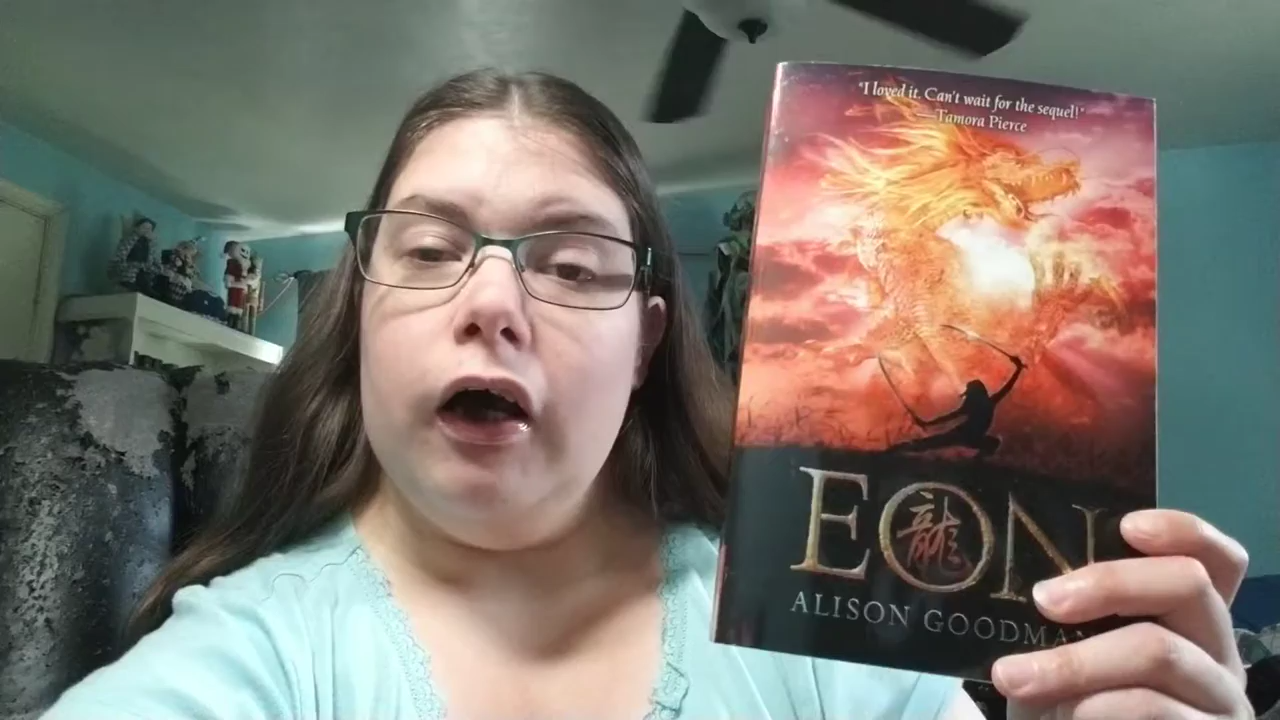 "I loved it. Can't wait for the sequel!"
—Tamora Pierce
EON
龍
ALISON GOODMAN